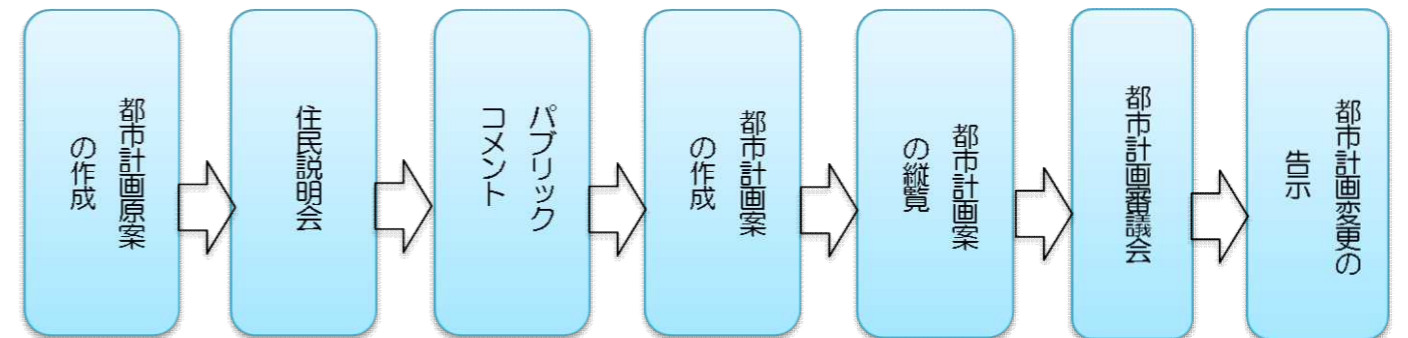 都市計画原案
の作成
住民説明会
パブリック
コメント
都市計画案
の作成
都市計画案
の縦覧
都市計画審議会
都市計画変更の
告示